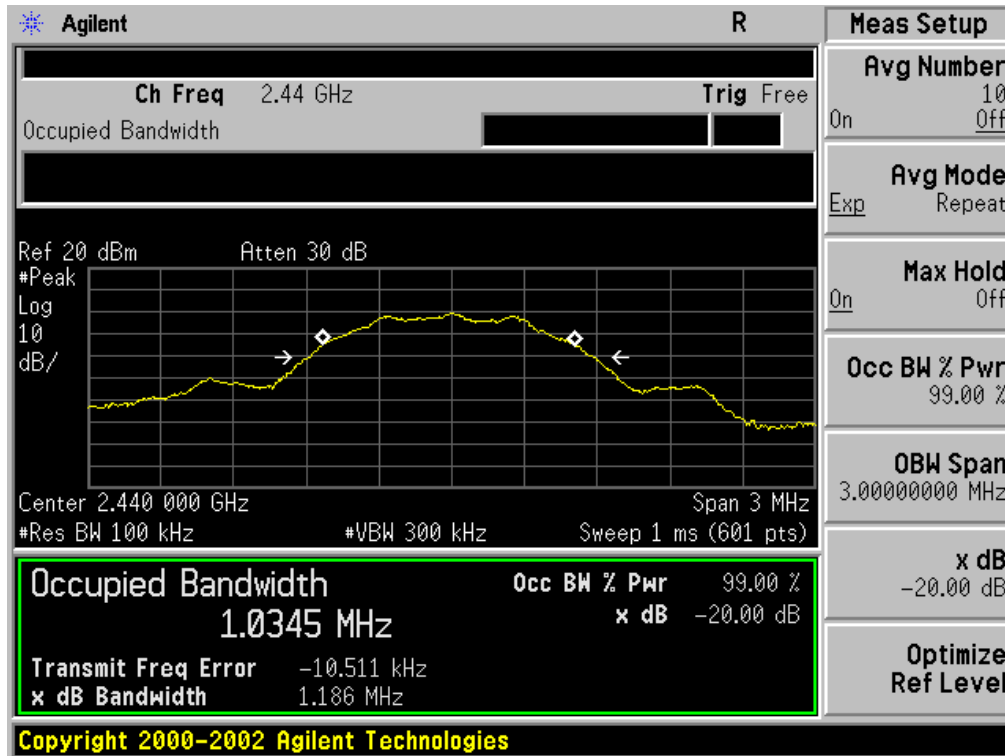 Agilent R
Ch Freq 2.44 GHz Trig Free
Occupied Bandwidth
Ref 20 dBm Atten 30 dB
#Peak
Log
10
dB/
Center 2.440 000 GHz Span 3 MHz
#Res BW 100 kHz #VBW 300 kHz Sweep 1 ms (601 pts)
Occupied Bandwidth
1.0345 MHz
Occ BW % Pwr 99.00 %
x dB -20.00 dB
Transmit Freq Error -10.511 kHz
x dB Bandwidth 1.186 MHz
Copyright 2000-2002 Agilent Technologies
Meas Setup
Avg Number
10
On Off
Avg Mode
Exp Repeat
Max Hold
On Off
Occ BW % Pwr
99.00 %
OBW Span
3.00000000 MHz
x dB
-20.00 dB
Optimize
Ref Level